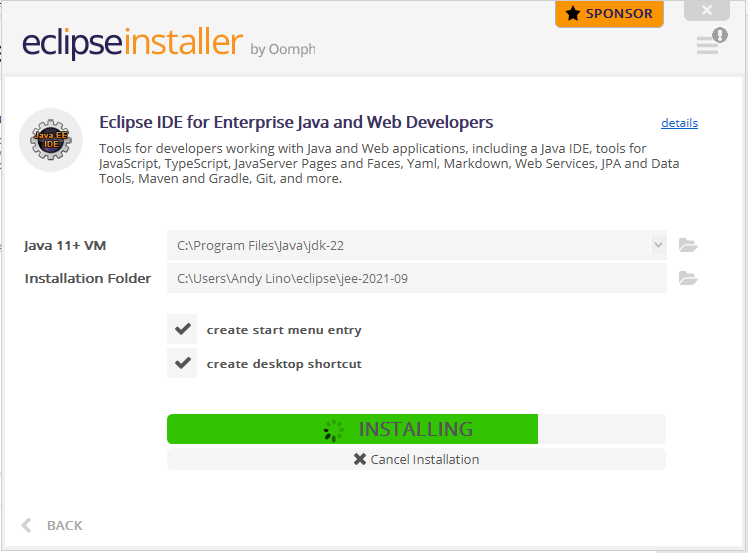 SPONSOR
eclipseinstaller by Oomph
Java EE
IDE
Eclipse IDE for Enterprise Java and Web Developers
details
Tools for developers working with Java and Web applications, including a Java IDE, tools for
JavaScript, TypeScript, JavaServer Pages and Faces, Yaml, Markdown, Web Services, JPA and Data
Tools, Maven and Gradle, Git, and more.
Java 11+ VM
C:\Program Files\Java\jdk-22
Installation Folder
C:\Users\Andy Lino\eclipse\jee-2021-09
create start menu entry
create desktop shortcut
INSTALLING
Cancel Installation
BACK